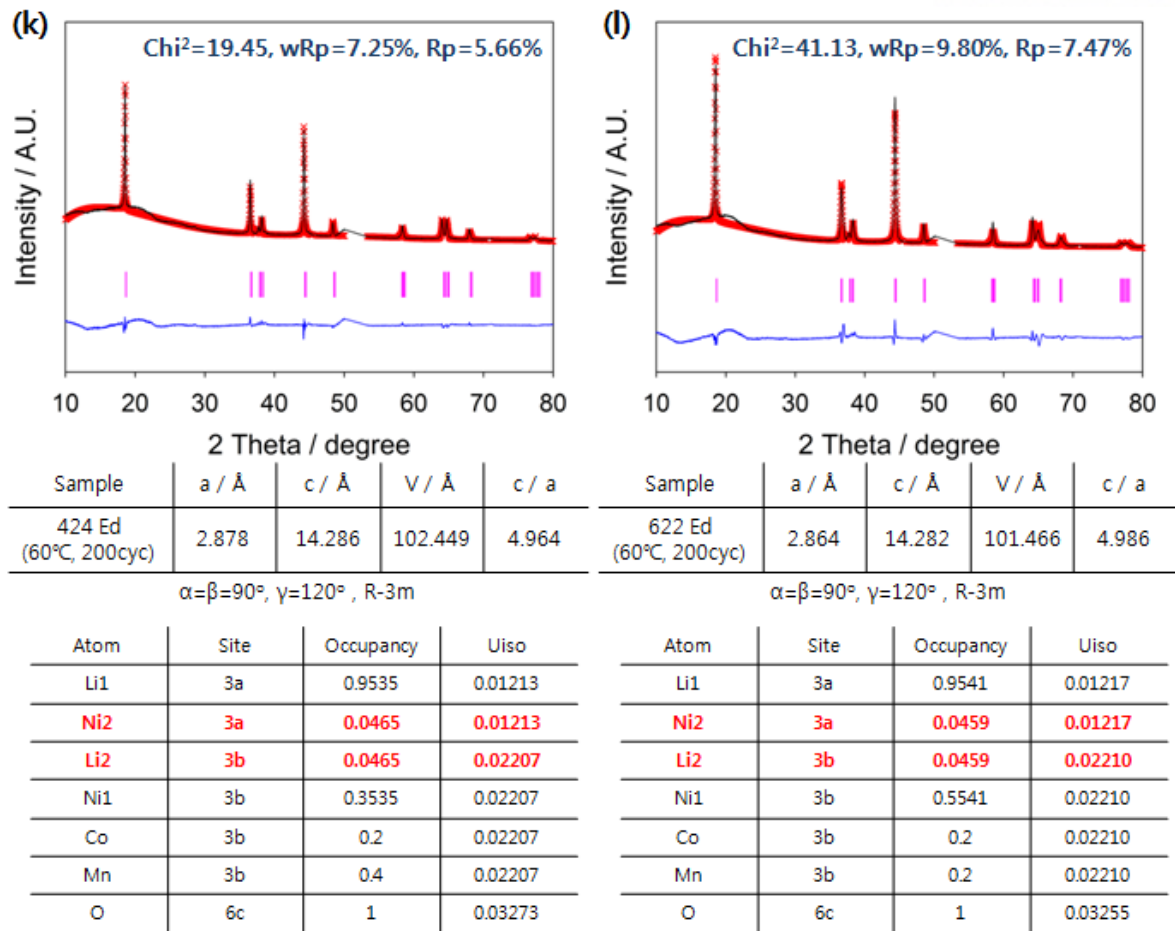 (k)
Chi²=19.45, wRp=7.25%, Rp=5.66%
Intensity / A.U.
10 20 30 40 50 60 70 80
2 Theta / degree
Sample a / Å c / Å V / Å c / a
424 Ed
(60℃, 200cyc) 2.878 14.286 102.449 4.964
α=β=90°, γ=120° , R-3m
Atom Site Occupancy Uiso
Li1 3a 0.9535 0.01213
Ni2 3a 0.0465 0.01213
Li2 3b 0.0465 0.02207
Ni1 3b 0.3535 0.02207
Co 3b 0.2 0.02207
Mn 3b 0.4 0.02207
O 6c 1 0.03273
(l)
Chi²=41.13, wRp=9.80%, Rp=7.47%
Intensity / A.U.
10 20 30 40 50 60 70 80
2 Theta / degree
Sample a / Å c / Å V / Å c / a
622 Ed
(60℃, 200cyc) 2.864 14.282 101.466 4.986
α=β=90°, γ=120° , R-3m
Atom Site Occupancy Uiso
Li1 3a 0.9541 0.01217
Ni2 3a 0.0459 0.01217
Li2 3b 0.0459 0.02210
Ni1 3b 0.5541 0.02210
Co 3b 0.2 0.02210
Mn 3b 0.2 0.02210
O 6c 1 0.03255